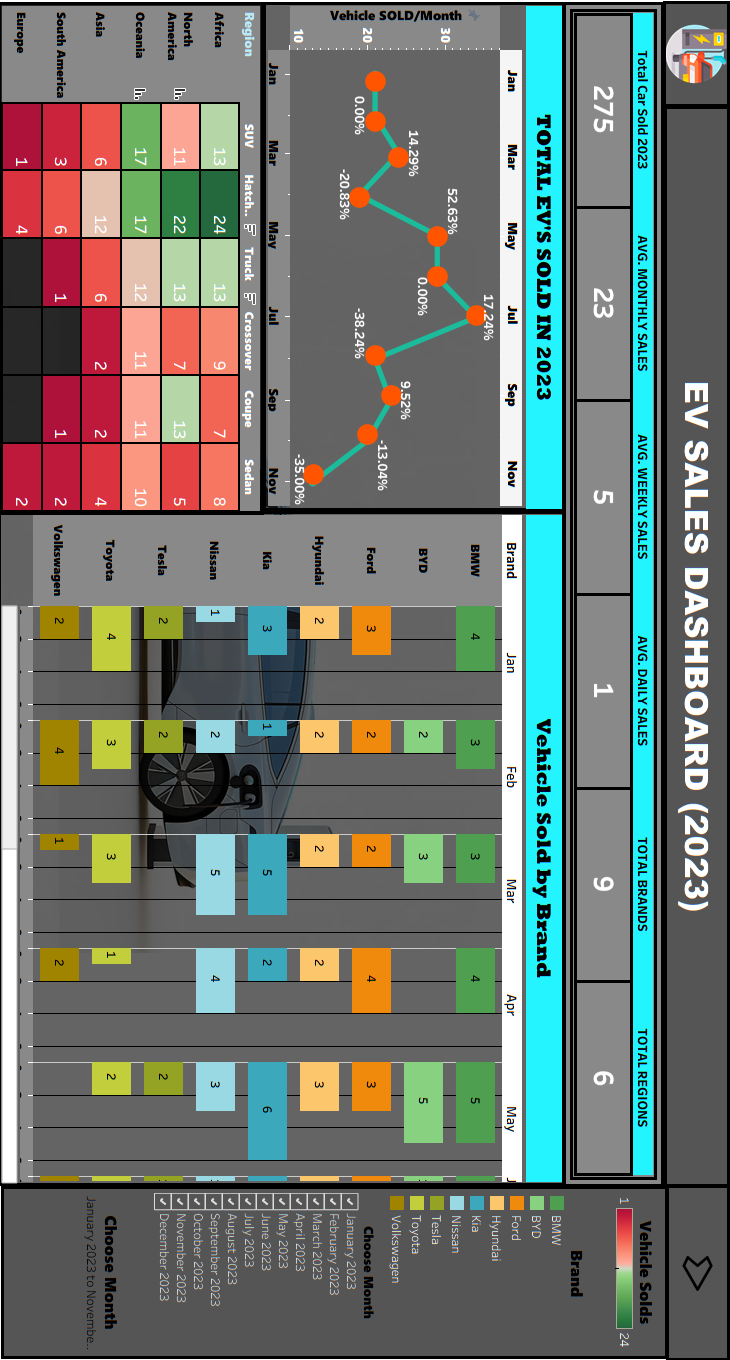 EV SALES DASHBOARD (2023)
Total Car Sold 2023
AVG. MONTHLY SALES
AVG. WEEKLY SALES
AVG. DAILY SALES
TOTAL BRANDS
TOTAL REGIONS
275
23
5
1
9
6
TOTAL EV'S SOLD IN 2023
Jan Mar May Jul Sep Nov
Vehicle SOLD/Month
30
20
10
0.00%
14.29%
-20.83%
52.63%
0.00%
17.24%
-38.24%
9.52%
-13.04%
-35.00%
Jan Mar May Jul Sep Nov
Region SUV Hatch.. Truck Crossover Coupe Sedan
Africa 13 24 13 9 7 8
North
America 11 22 13 7 13 5
Oceania 17 17 12 11 11 10
Asia 6 12 6 2 2 4
South America 3 6 1 1 2
Europe 1 4 2
Vehicle Sold by Brand
Brand Jan Feb Mar Apr May
BMW 4 3 3 4 5
BYD 2 3 5
Ford 3 2 2 4 3
Hyundai 2 2 2 2 3
Kia 3 1 5 2 6
Nissan 1 2 5 4 3
Tesla 2 2 2
Toyota 4 3 3 1 2
Volkswagen 2 4 1 2
Vehicle Solds
1 24
Brand
BMW
BYD
Ford
Hyundai
Kia
Nissan
Tesla
Toyota
Volkswagen
Choose Month
January 2023
February 2023
March 2023
April 2023
May 2023
June 2023
July 2023
August 2023
September 2023
October 2023
November 2023
December 2023
Choose Month
January 2023 to Novembe..